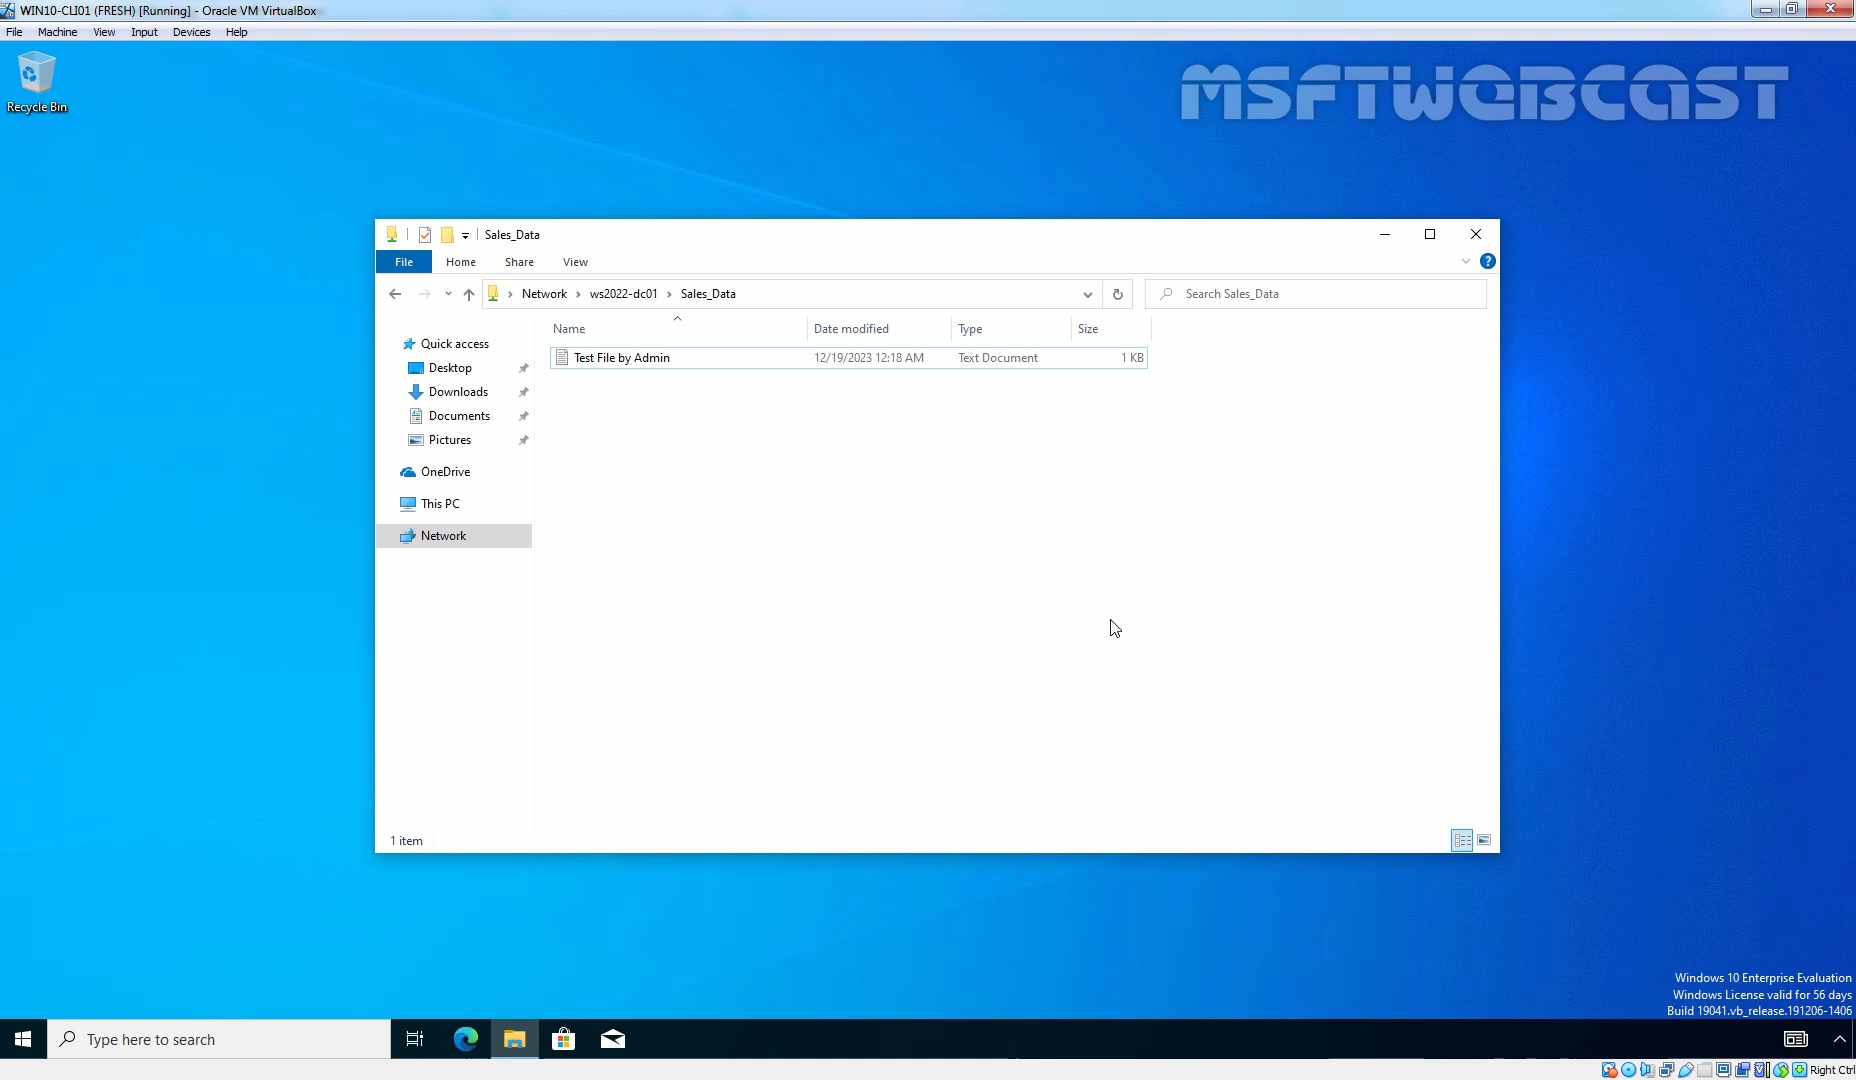 WIN10-CLI01 (FRESH) [Running] - Oracle VM VirtualBox
File Machine View Input Devices Help
Recycle Bin
MSFTWEBCAST
Sales_Data
File Home Share View
Network ws2022-dc01 Sales_Data Search Sales_Data
Name Date modified Type Size
Test File by Admin 12/19/2023 12:18 AM Text Document 1 KB
Quick access
Desktop
Downloads
Documents
Pictures
OneDrive
This PC
Network
1 item
Windows 10 Enterprise Evaluation
Windows License valid for 56 days
Build 19041.vb_release.191206-1406
Type here to search
Right Ctrl